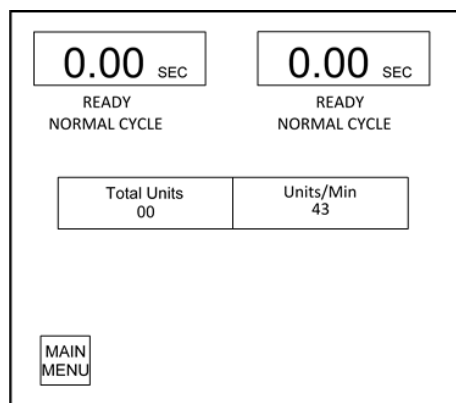 0.00 SEC
0.00 SEC
READY
NORMAL CYCLE
READY
NORMAL CYCLE
Total Units
00
Units/Min
43
MAIN
MENU